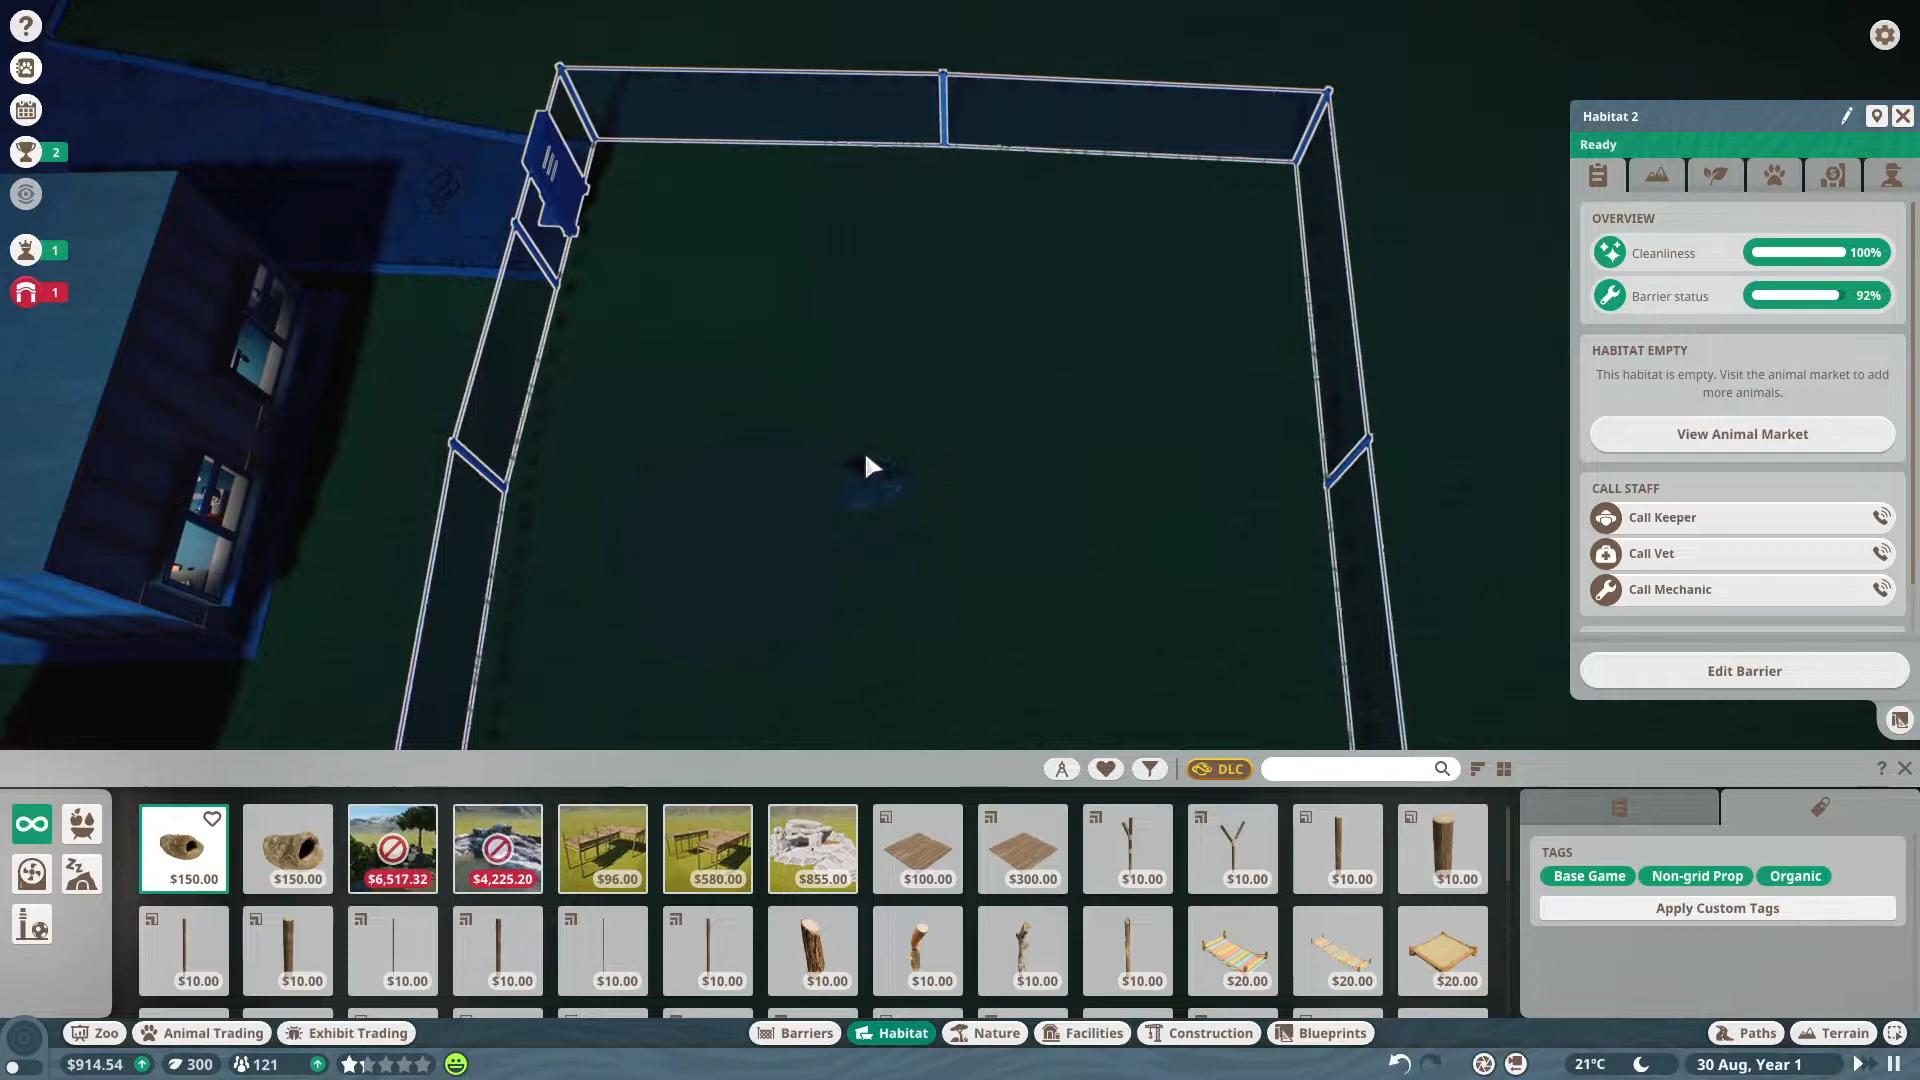 2
1
1
Habitat 2
Ready
OVERVIEW
Cleanliness 100%
Barrier status 92%
HABITAT EMPTY
This habitat is empty. Visit the animal market to add
more animals.
View Animal Market
CALL STAFF
Call Keeper
Call Vet
Call Mechanic
Edit Barrier
DLC
?
$150.00 $150.00 $6,517.32 $4,225.20 $96.00 $580.00 $855.00 $100.00 $300.00 $10.00 $10.00 $10.00 $10.00
$10.00 $10.00 $10.00 $10.00 $10.00 $10.00 $10.00 $10.00 $10.00 $10.00 $20.00 $20.00 $20.00
TAGS
Base Game Non-grid Prop Organic
Apply Custom Tags
Zoo Animal Trading Exhibit Trading Barriers Habitat Nature Facilities Construction Blueprints Paths Terrain
$914.54 300 121 21°C 30 Aug, Year 1